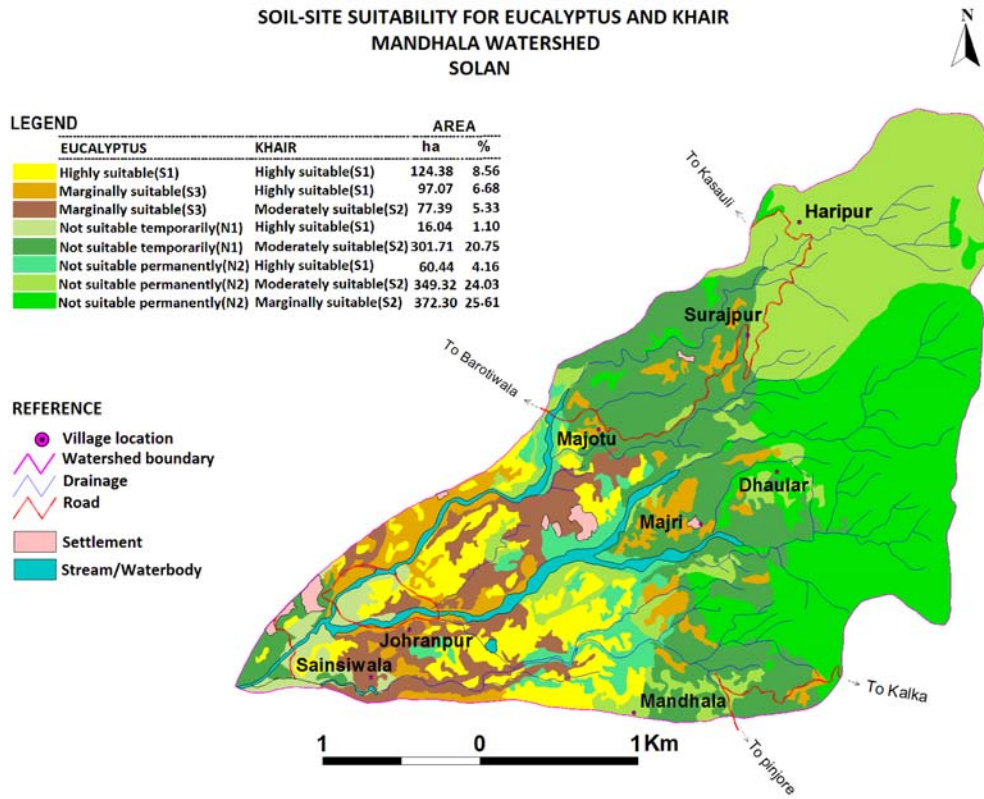 SOIL-SITE SUITABILITY FOR EUCALYPTUS AND KHAIR
MANDHALA WATERSHED
SOLAN
N
LEGEND
AREA
EUCALYPTUS KHAIR ha %
Highly suitable(S1) Highly suitable(S1) 124.38 8.56
Marginally suitable(S3) Highly suitable(S1) 97.07 6.68
Marginally suitable(S3) Moderately suitable(S2) 77.39 5.33
Not suitable temporarily(N1) Highly suitable(S1) 16.04 1.10
Not suitable temporarily(N1) Moderately suitable(S2) 301.71 20.75
Not suitable permanently(N2) Highly suitable(S1) 60.44 4.16
Not suitable permanently(N2) Moderately suitable(S2) 349.32 24.03
Not suitable permanently(N2) Marginally suitable(S2) 372.30 25.61
To Kasauli
Haripur
Surajpur
To Barotiwala
REFERENCE
Village location
Watershed boundary
Drainage
Road
Settlement
Stream/Waterbody
Majotu
Dhaular
Majri
Johranpur
Sainsiwala
Mandhala
To Kalka
To pinjore
1 0 1 Km